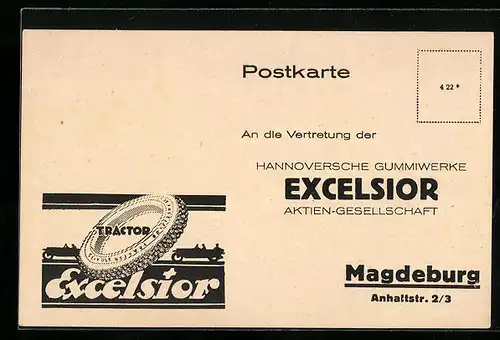 Postkarte
4 22 *
An die Vertretung der
HANNOVERSCHE GUMMIWERKE
EXCELSIOR
AKTIEN-GESELLSCHAFT
TRACTOR
Excelsior
Magdeburg
Anhaltstr. 2/3